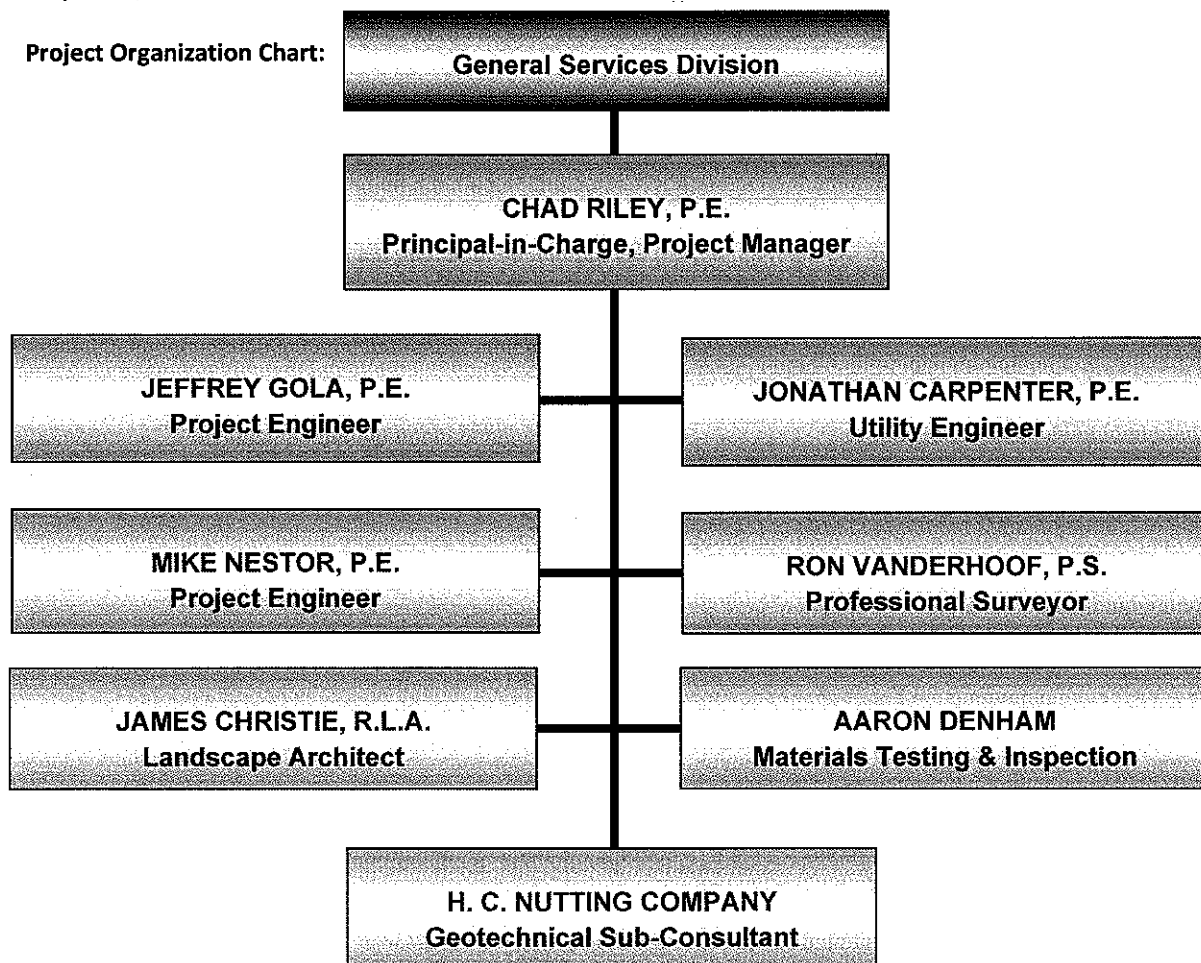 Project Organization Chart:
General Services Division
CHAD RILEY, P.E.
Principal-in-Charge, Project Manager
JEFFREY GOLA, P.E.
Project Engineer
JONATHAN CARPENTER, P.E.
Utility Engineer
MIKE NESTOR, P.E.
Project Engineer
RON VANDERHOOF, P.S.
Professional Surveyor
JAMES CHRISTIE, R.L.A.
Landscape Architect
AARON DENHAM
Materials Testing & Inspection
H. C. NUTTING COMPANY
Geotechnical Sub-Consultant